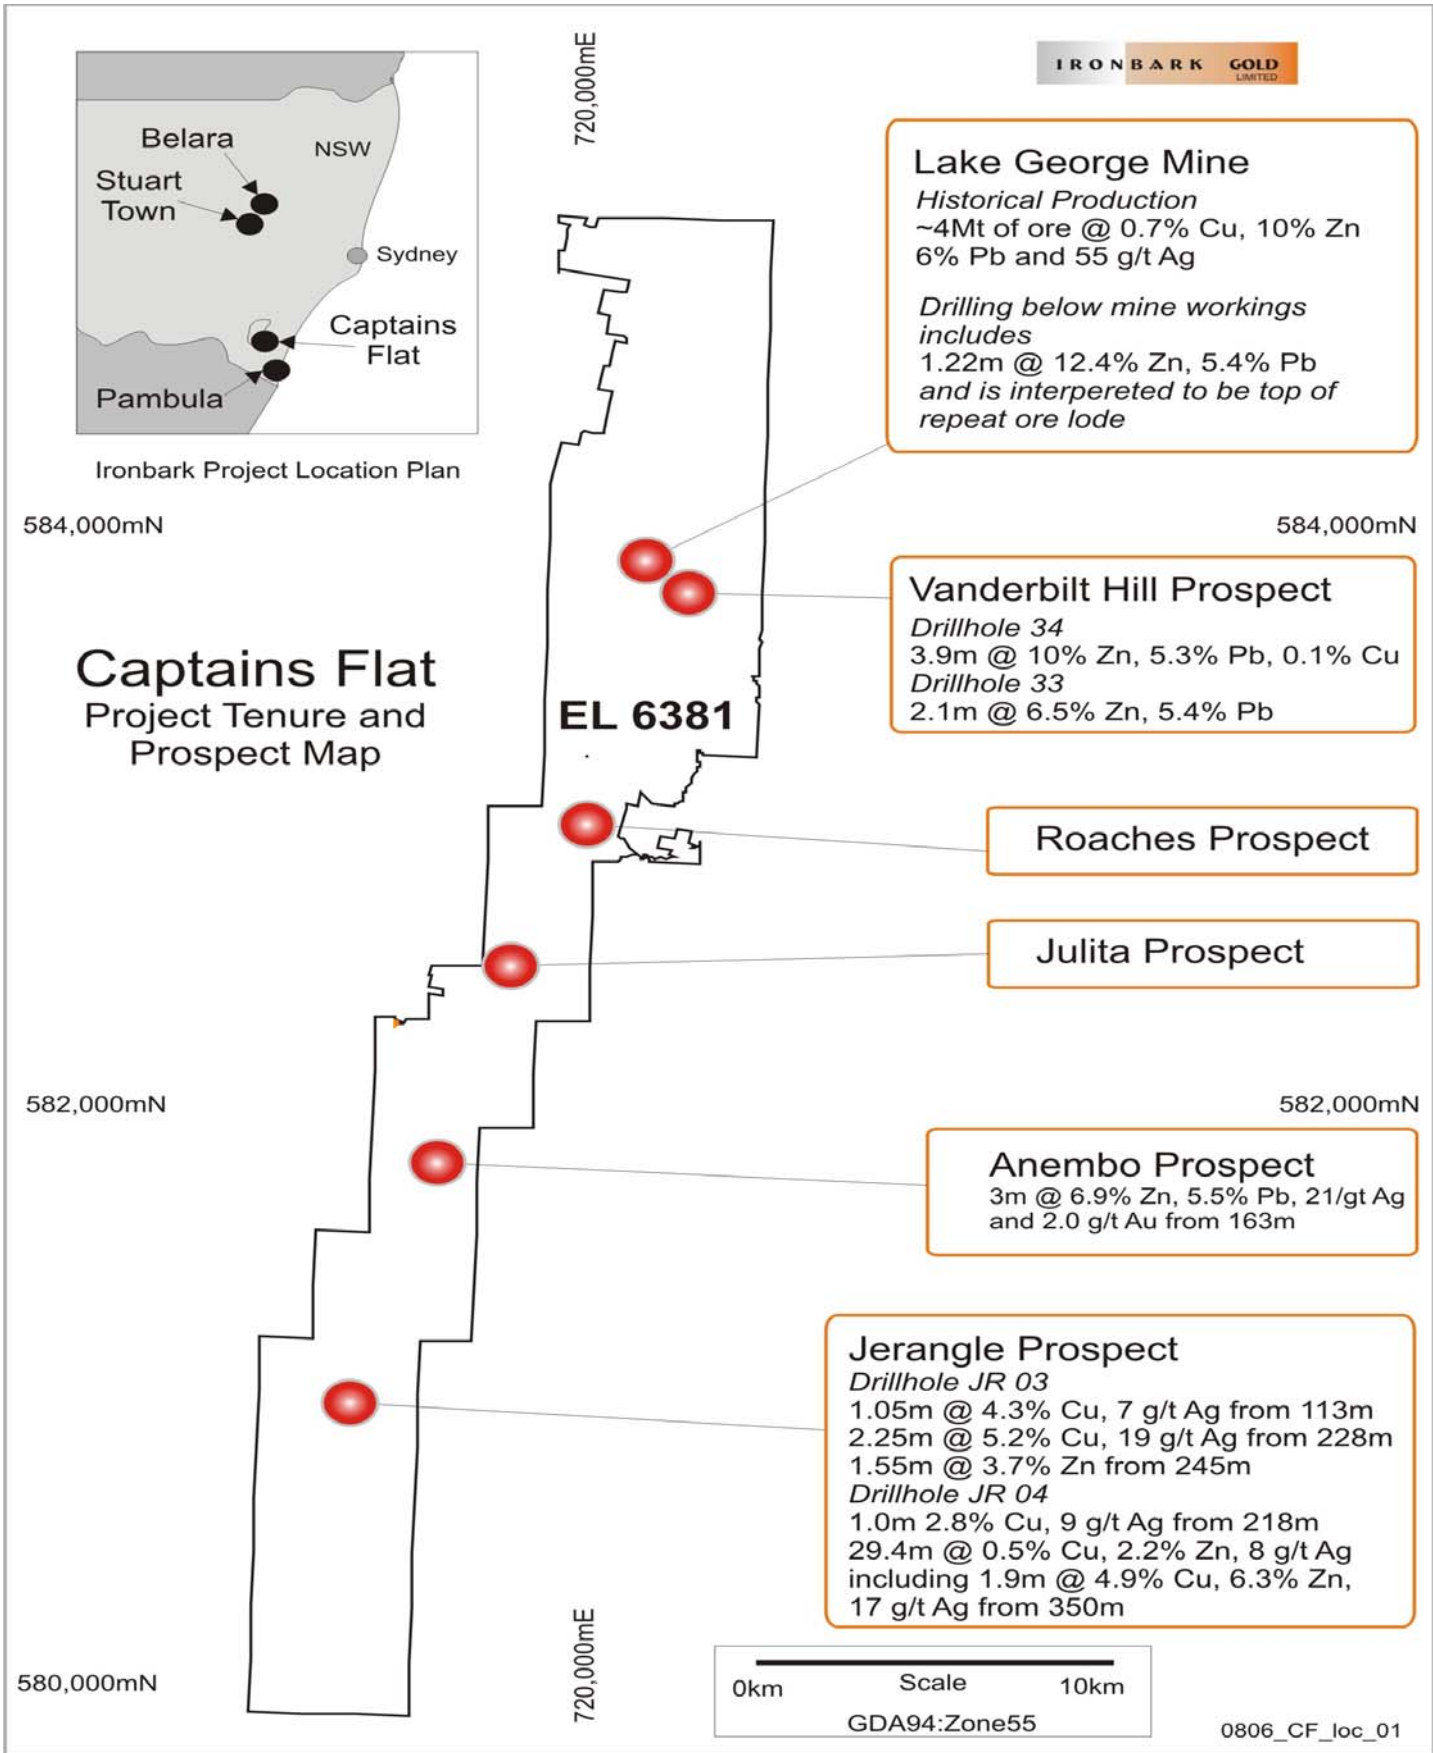 720,000mE
IRONBARK GOLD
LIMITED
Belara
NSW
Stuart
Town
Sydney
Captains
Flat
Pambula
Ironbark Project Location Plan
Lake George Mine
Historical Production
~4Mt of ore @ 0.7% Cu, 10% Zn
6% Pb and 55 g/t Ag
Drilling below mine workings
includes
1.22m @ 12.4% Zn, 5.4% Pb
and is interpereted to be top of
repeat ore lode
584,000mN
584,000mN
Vanderbilt Hill Prospect
Drillhole 34
3.9m @ 10% Zn, 5.3% Pb, 0.1% Cu
Drillhole 33
2.1m @ 6.5% Zn, 5.4% Pb
Captains Flat
Project Tenure and
Prospect Map
EL 6381
Roaches Prospect
Julita Prospect
582,000mN
582,000mN
Anembo Prospect
3m @ 6.9% Zn, 5.5% Pb, 21/gt Ag
and 2.0 g/t Au from 163m
Jerangle Prospect
Drillhole JR 03
1.05m @ 4.3% Cu, 7 g/t Ag from 113m
2.25m @ 5.2% Cu, 19 g/t Ag from 228m
1.55m @ 3.7% Zn from 245m
Drillhole JR 04
1.0m 2.8% Cu, 9 g/t Ag from 218m
29.4m @ 0.5% Cu, 2.2% Zn, 8 g/t Ag
including 1.9m @ 4.9% Cu, 6.3% Zn,
17 g/t Ag from 350m
580,000mN
720,000mE
0km
Scale
10km
GDA94:Zone55
0806_CF_loc_01